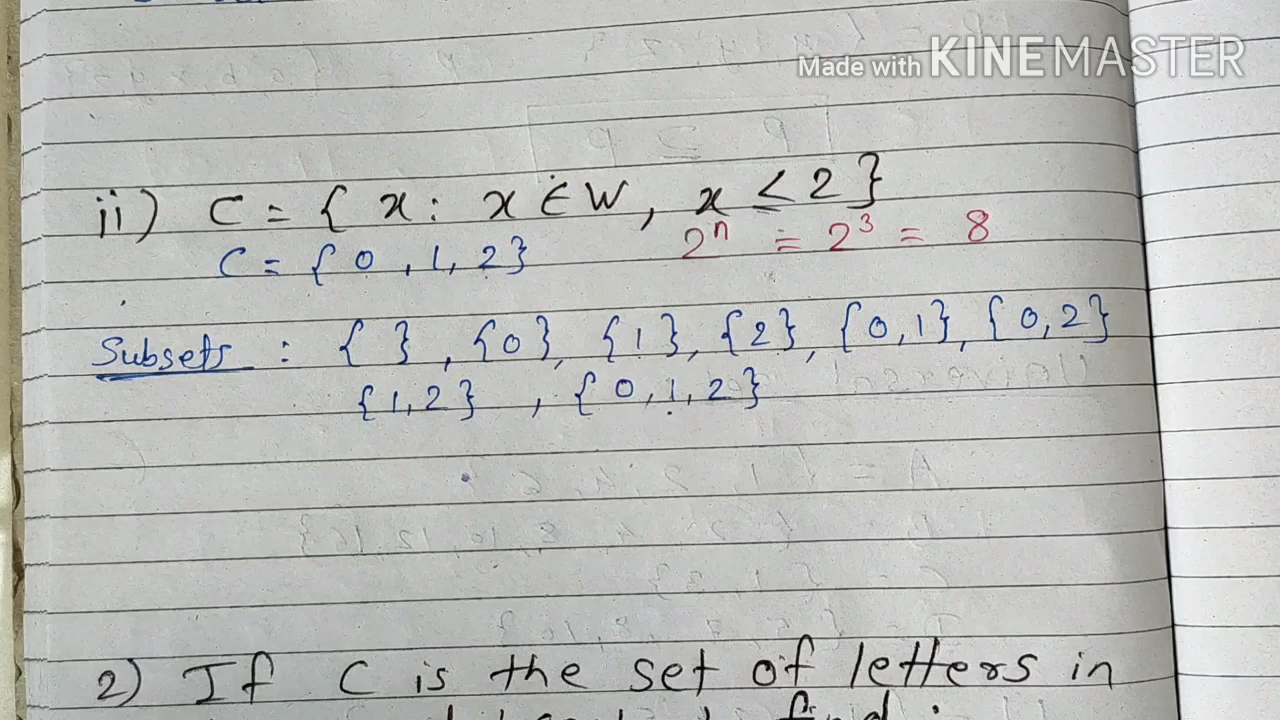 Made with KINEMASTER
ii) C = { x : x ∈ W, x ≤ 2 }
C = { 0, 1, 2 }
2ⁿ = 2³ = 8
Subsets : { }, {0}, {1}, {2}, {0,1}, {0,2}
{1,2} , {0,1,2}
2) If C is the set of letters in
find :